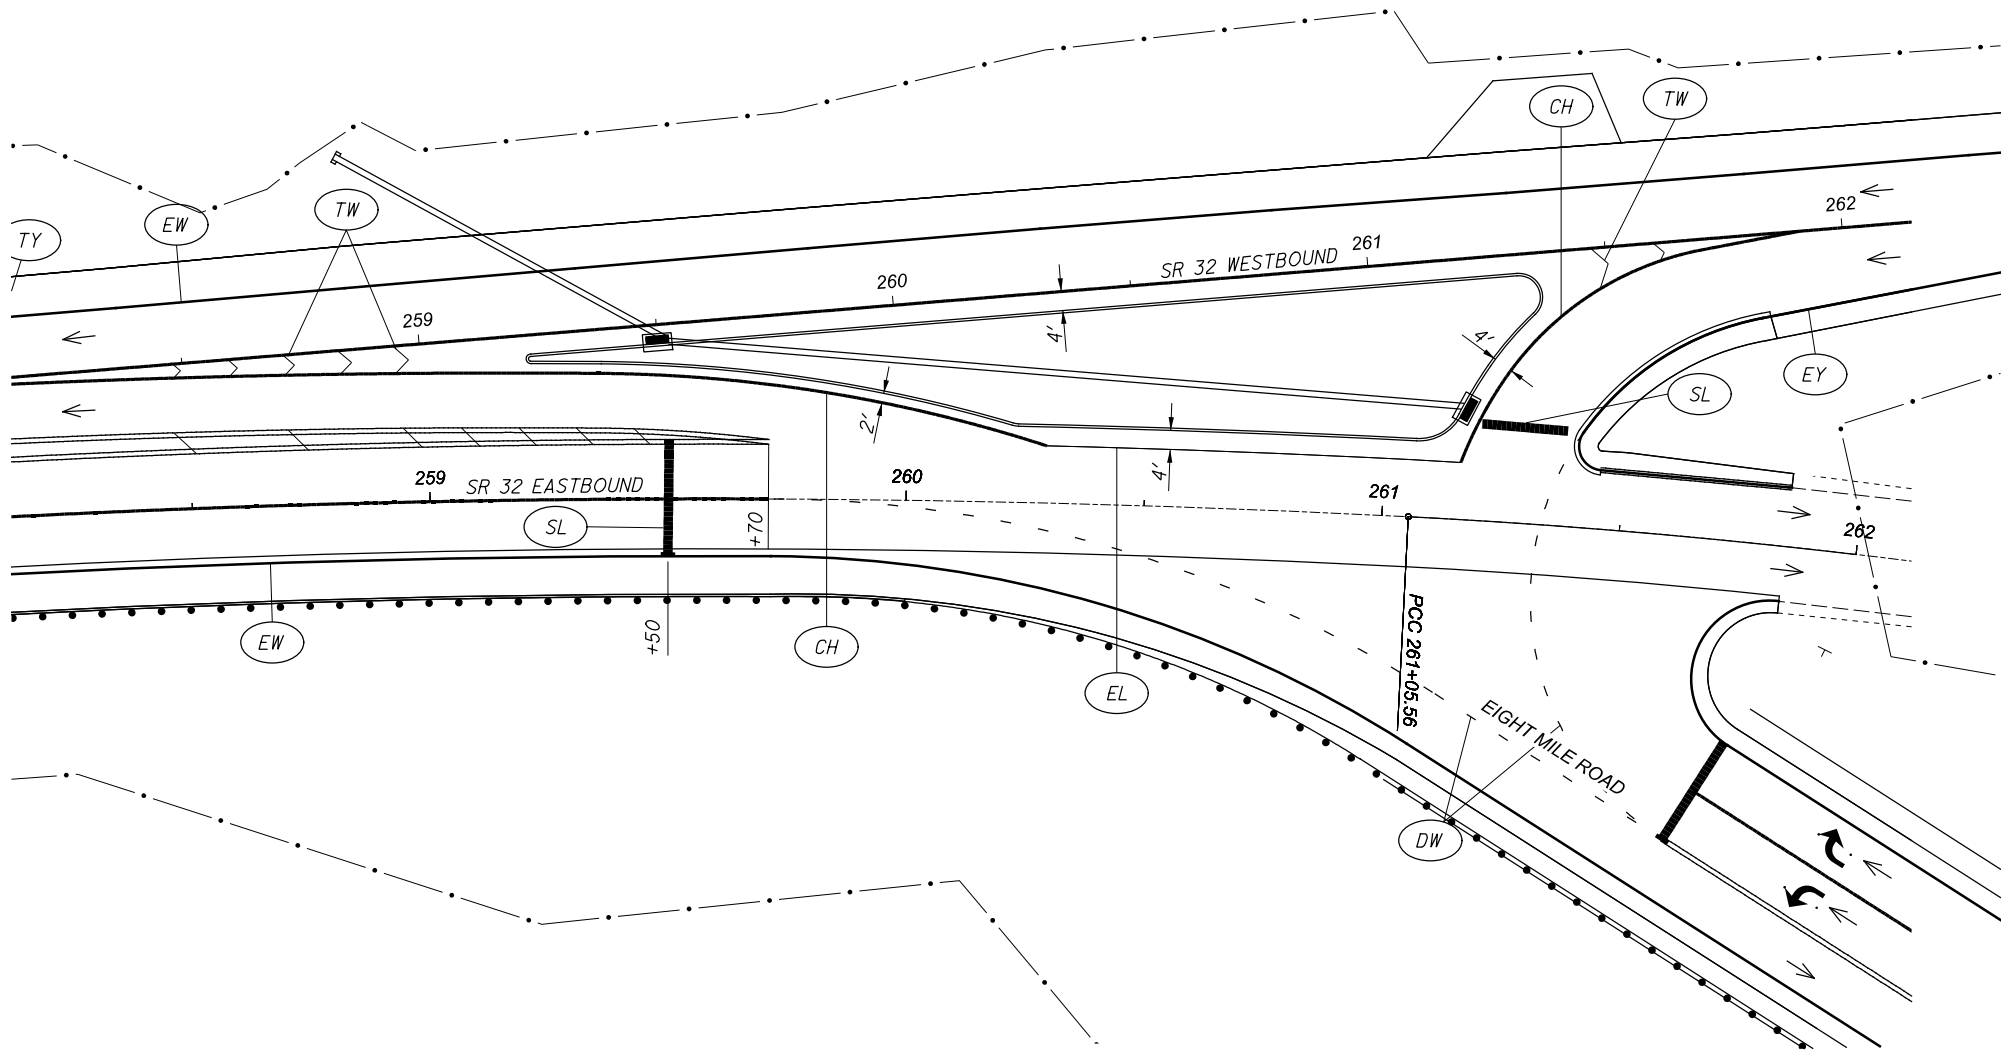 CH
TW
262
TW
EW
TY
SR 32 WESTBOUND
261
260
259
4'
4'
EY
SL
2'
4'
259
SR 32 EASTBOUND
260
261
262
SL
+70
EW
+50
CH
EL
PCC 261+05.56
EIGHT MILE ROAD
DW